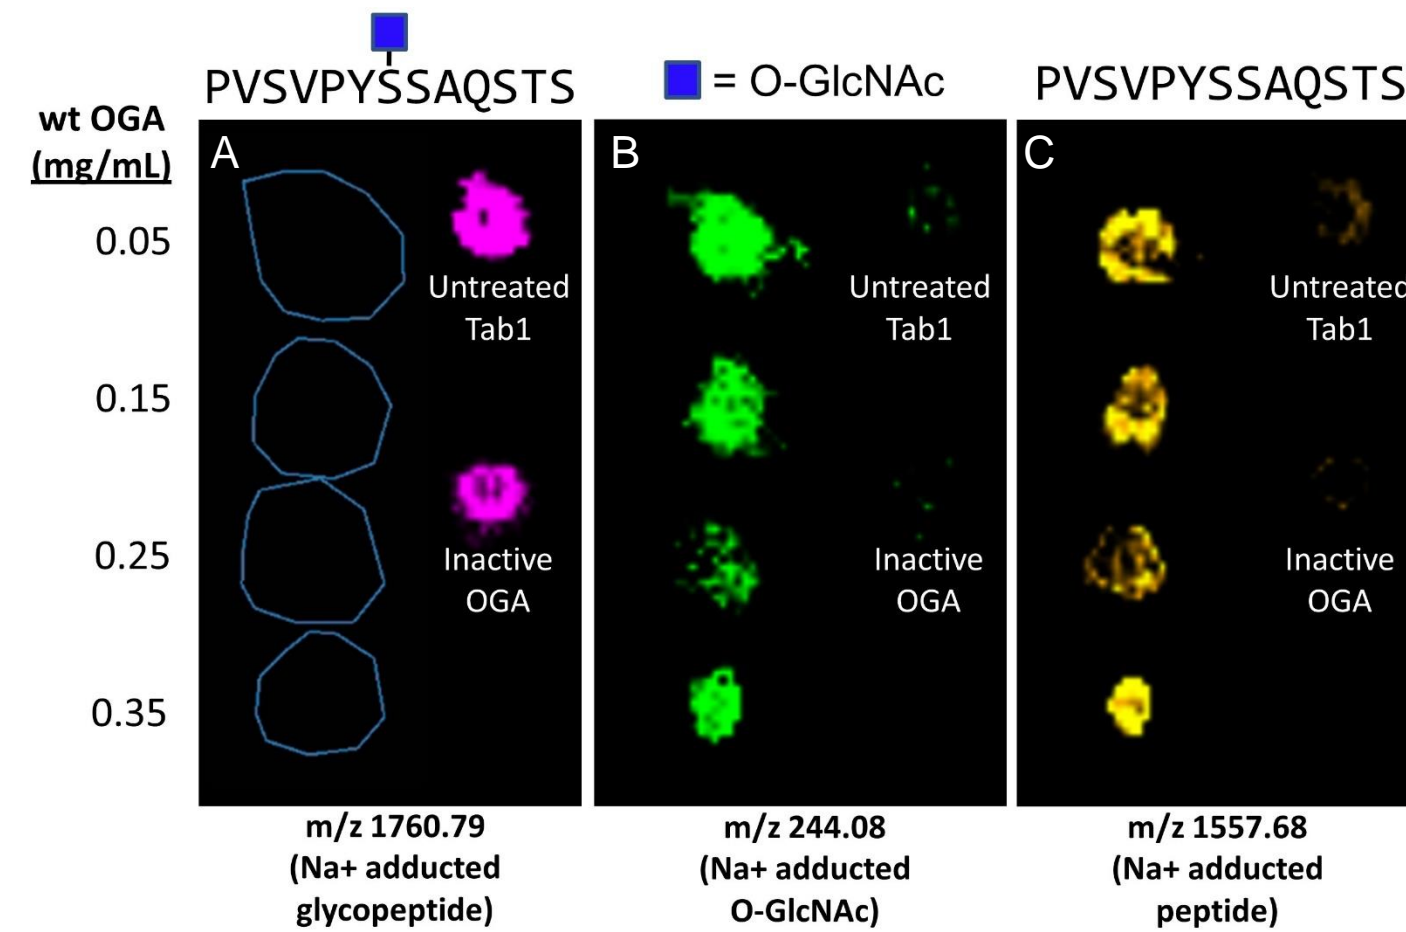 PVSVPYSSAQSTS
= O-GlcNAc
PVSVPYSSAQSTS
wt OGA
(mg/mL)
0.05
0.15
0.25
0.35
A
Untreated
Tab1
Inactive
OGA
B
Untreated
Tab1
Inactive
OGA
C
Untreated
Tab1
Inactive
OGA
m/z 1760.79
(Na+ adducted
glycopeptide)
m/z 244.08
(Na+ adducted
O-GlcNAc)
m/z 1557.68
(Na+ adducted
peptide)